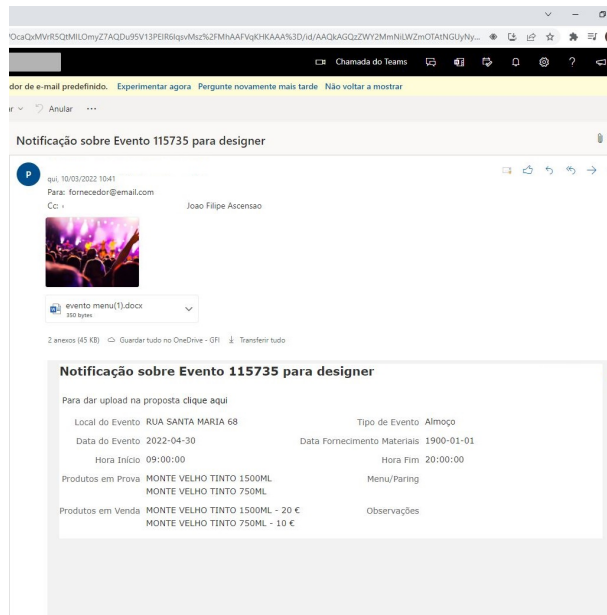 OcaQxMVrR5QtMILOmyZ7AQDu95V13PEIR6IqsvMsz%2FMhAAFVqKHKAAA%3D/id/AAQkAGQzZWY2MmNiLWZmOTAtNGUyNy...
Chamada do Teams
dor de e-mail predefinido. Experimentar agora Pergunte novamente mais tarde Não voltar a mostrar
Anular ...
Notificação sobre Evento 115735 para designer
P
qui, 10/03/2022 10:41
Para: fornecedor@email.com
Cc: Joao Filipe Ascensao
evento menu(1).docx
390 bytes
2 anexos (45 KB) Guardar tudo no OneDrive - GFI Transferir tudo
Notificação sobre Evento 115735 para designer
Para dar upload na proposta clique aqui
Local do Evento RUA SANTA MARIA 68 Tipo de Evento Almoço
Data do Evento 2022-04-30 Data Fornecimento Materiais 1900-01-01
Hora Início 09:00:00 Hora Fim 20:00:00
Produtos em Prova MONTE VELHO TINTO 1500ML Menu/Paring
MONTE VELHO TINTO 750ML
Produtos em Venda MONTE VELHO TINTO 1500ML - 20 € Observações
MONTE VELHO TINTO 750ML - 10 €